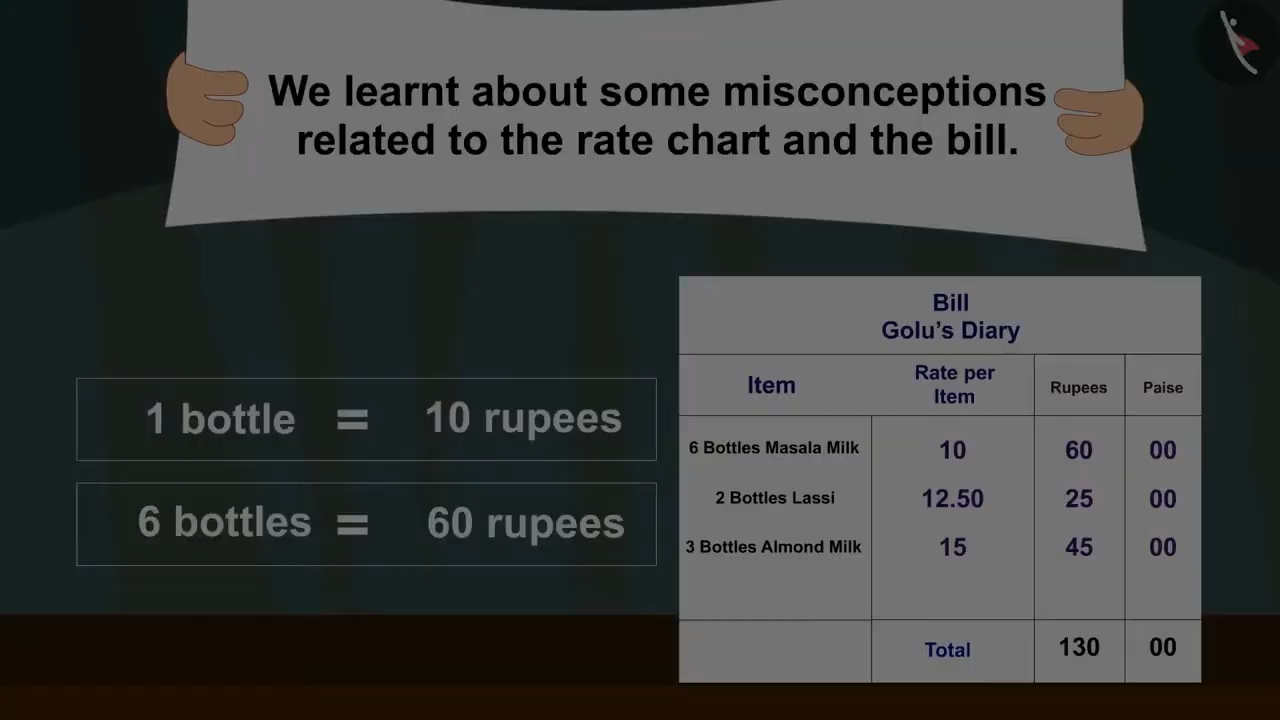 We learnt about some misconceptions
related to the rate chart and the bill.
1 bottle = 10 rupees
6 bottles = 60 rupees
Bill
Golu's Diary
Item Rate per Item Rupees Paise
6 Bottles Masala Milk 10 60 00
2 Bottles Lassi 12.50 25 00
3 Bottles Almond Milk 15 45 00
Total 130 00